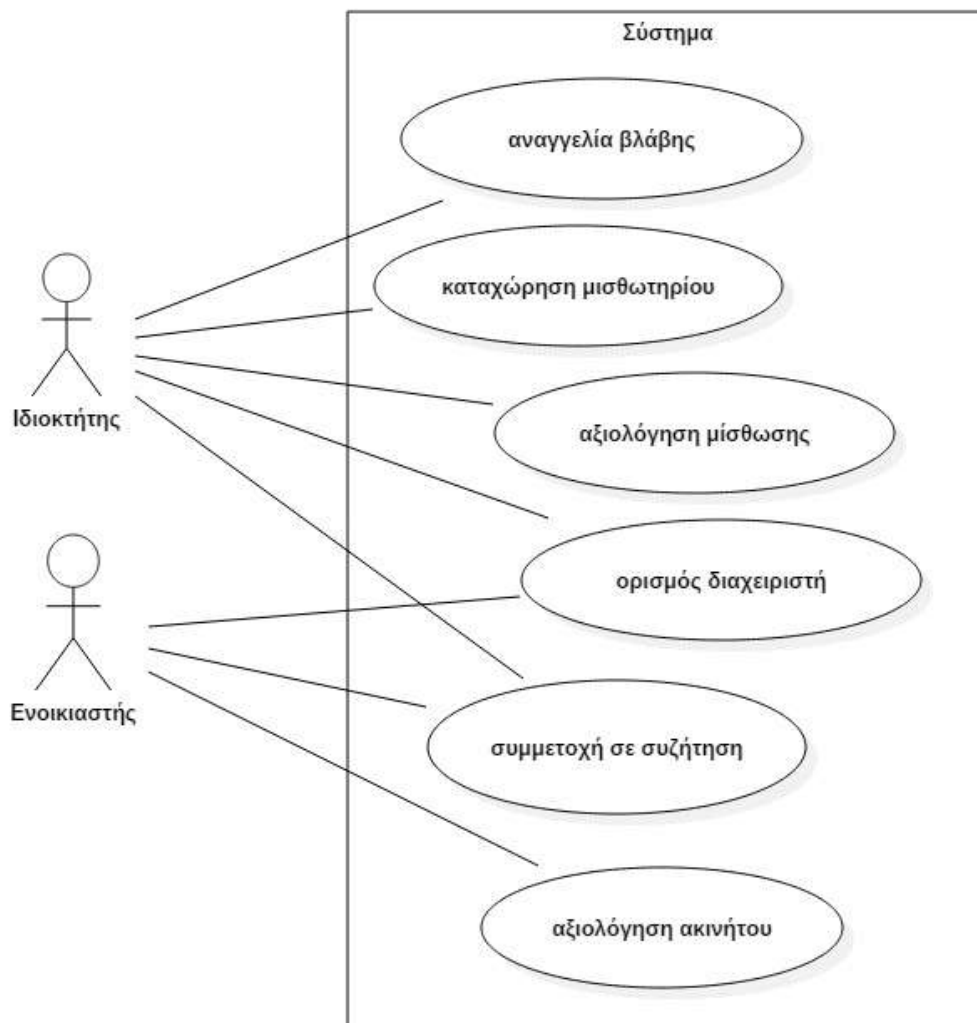 Σύστημα
αναγγελία βλάβης
καταχώρηση μισθωτηρίου
Ιδιοκτήτης
αξιολόγηση μίσθωσης
ορισμός διαχειριστή
Ενοικιαστής
συμμετοχή σε συζήτηση
αξιολόγηση ακινήτου